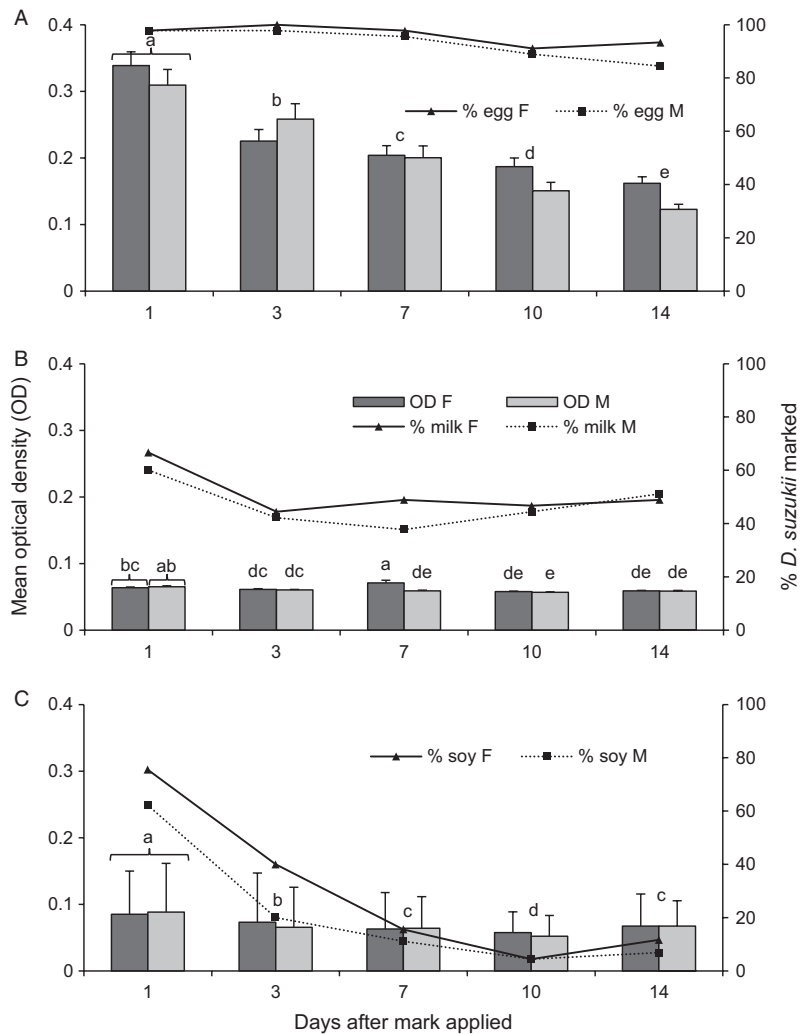 A
0.4
0.3
0.2
0.1
0
100
80
60
40
20
0
a
b
c
d
e
% egg F
% egg M
1 3 7 10 14
B
0.4
0.3
0.2
0.1
0
100
80
60
40
20
0
OD F
OD M
% milk F
% milk M
bc ab dc dc a de de e de de
1 3 7 10 14
Mean optical density (OD)
% D. suzukii marked
C
0.4
0.3
0.2
0.1
0
100
80
60
40
20
0
% soy F
% soy M
a
b
c
d
c
1 3 7 10 14
Days after mark applied